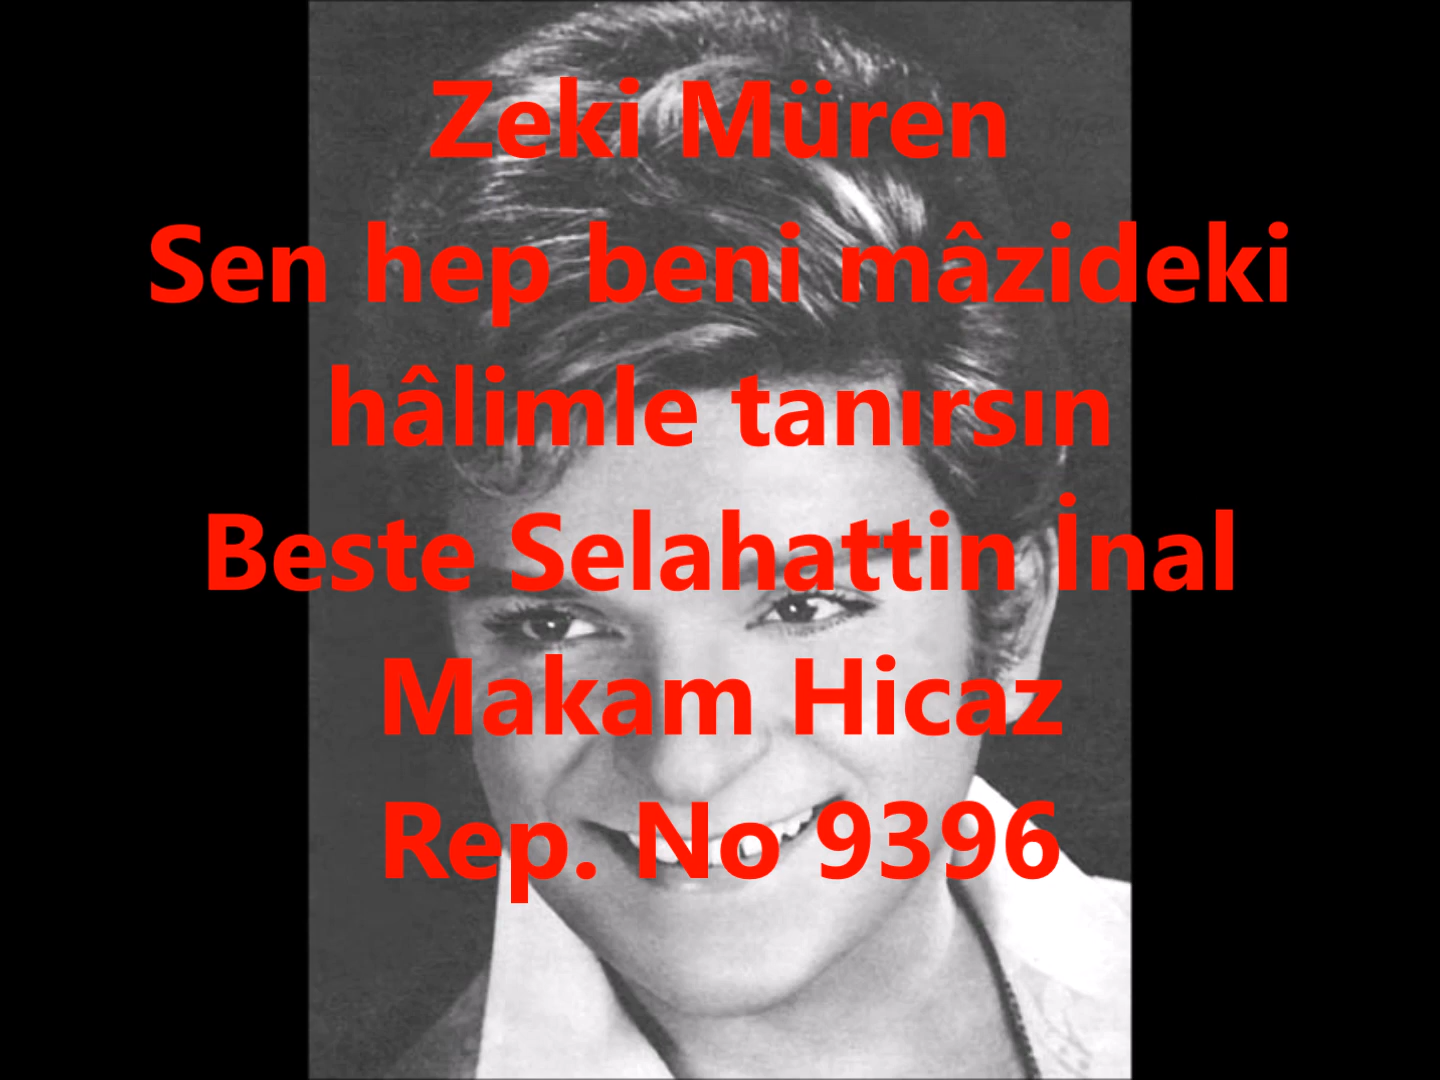 Zeki Müren
Sen hep beni mâzideki
hâlimle tanırsın
Beste Selahattin İnal
Makam Hicaz
Rep. No 9396